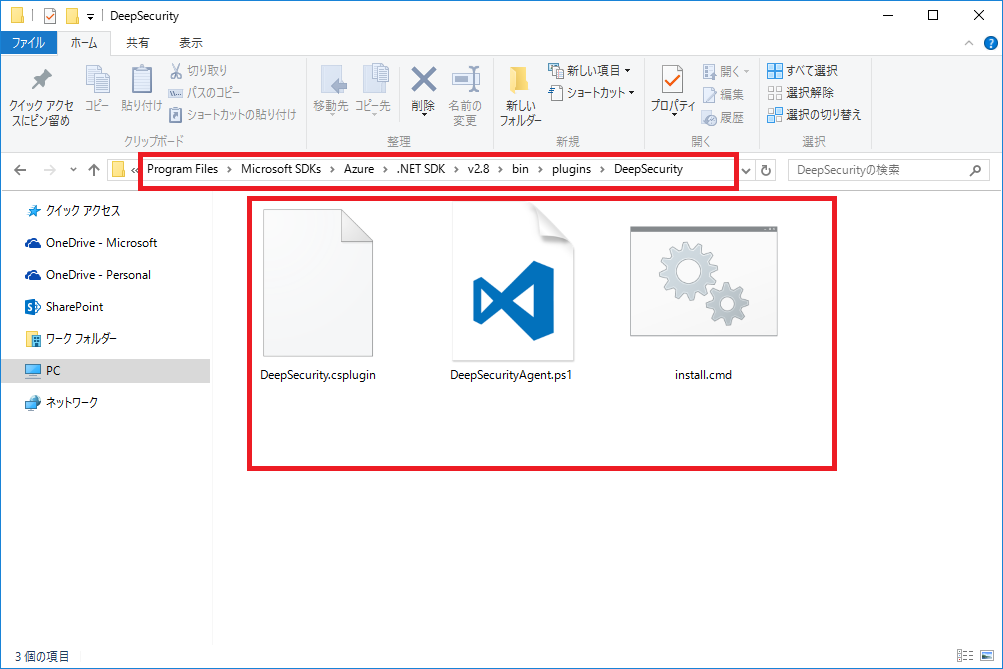 DeepSecurity
ファイル ホーム 共有 表示
クイック アクセスにピン留め
コピー
貼り付け
切り取り
パスのコピー
ショートカットの貼り付け
クリップボード
移動先
コピー先
削除
名前の変更
整理
新しいフォルダー
新しい項目
ショートカット
新規
プロパティ
開く
編集
履歴
開く
すべて選択
選択解除
選択の切り替え
選択
« Program Files › Microsoft SDKs › Azure › .NET SDK › v2.8 › bin › plugins › DeepSecurity
DeepSecurityの検索
クイック アクセス
OneDrive - Microsoft
OneDrive - Personal
SharePoint
ワーク フォルダー
PC
ネットワーク
DeepSecurity.csplugin
DeepSecurityAgent.ps1
install.cmd
3 個の項目